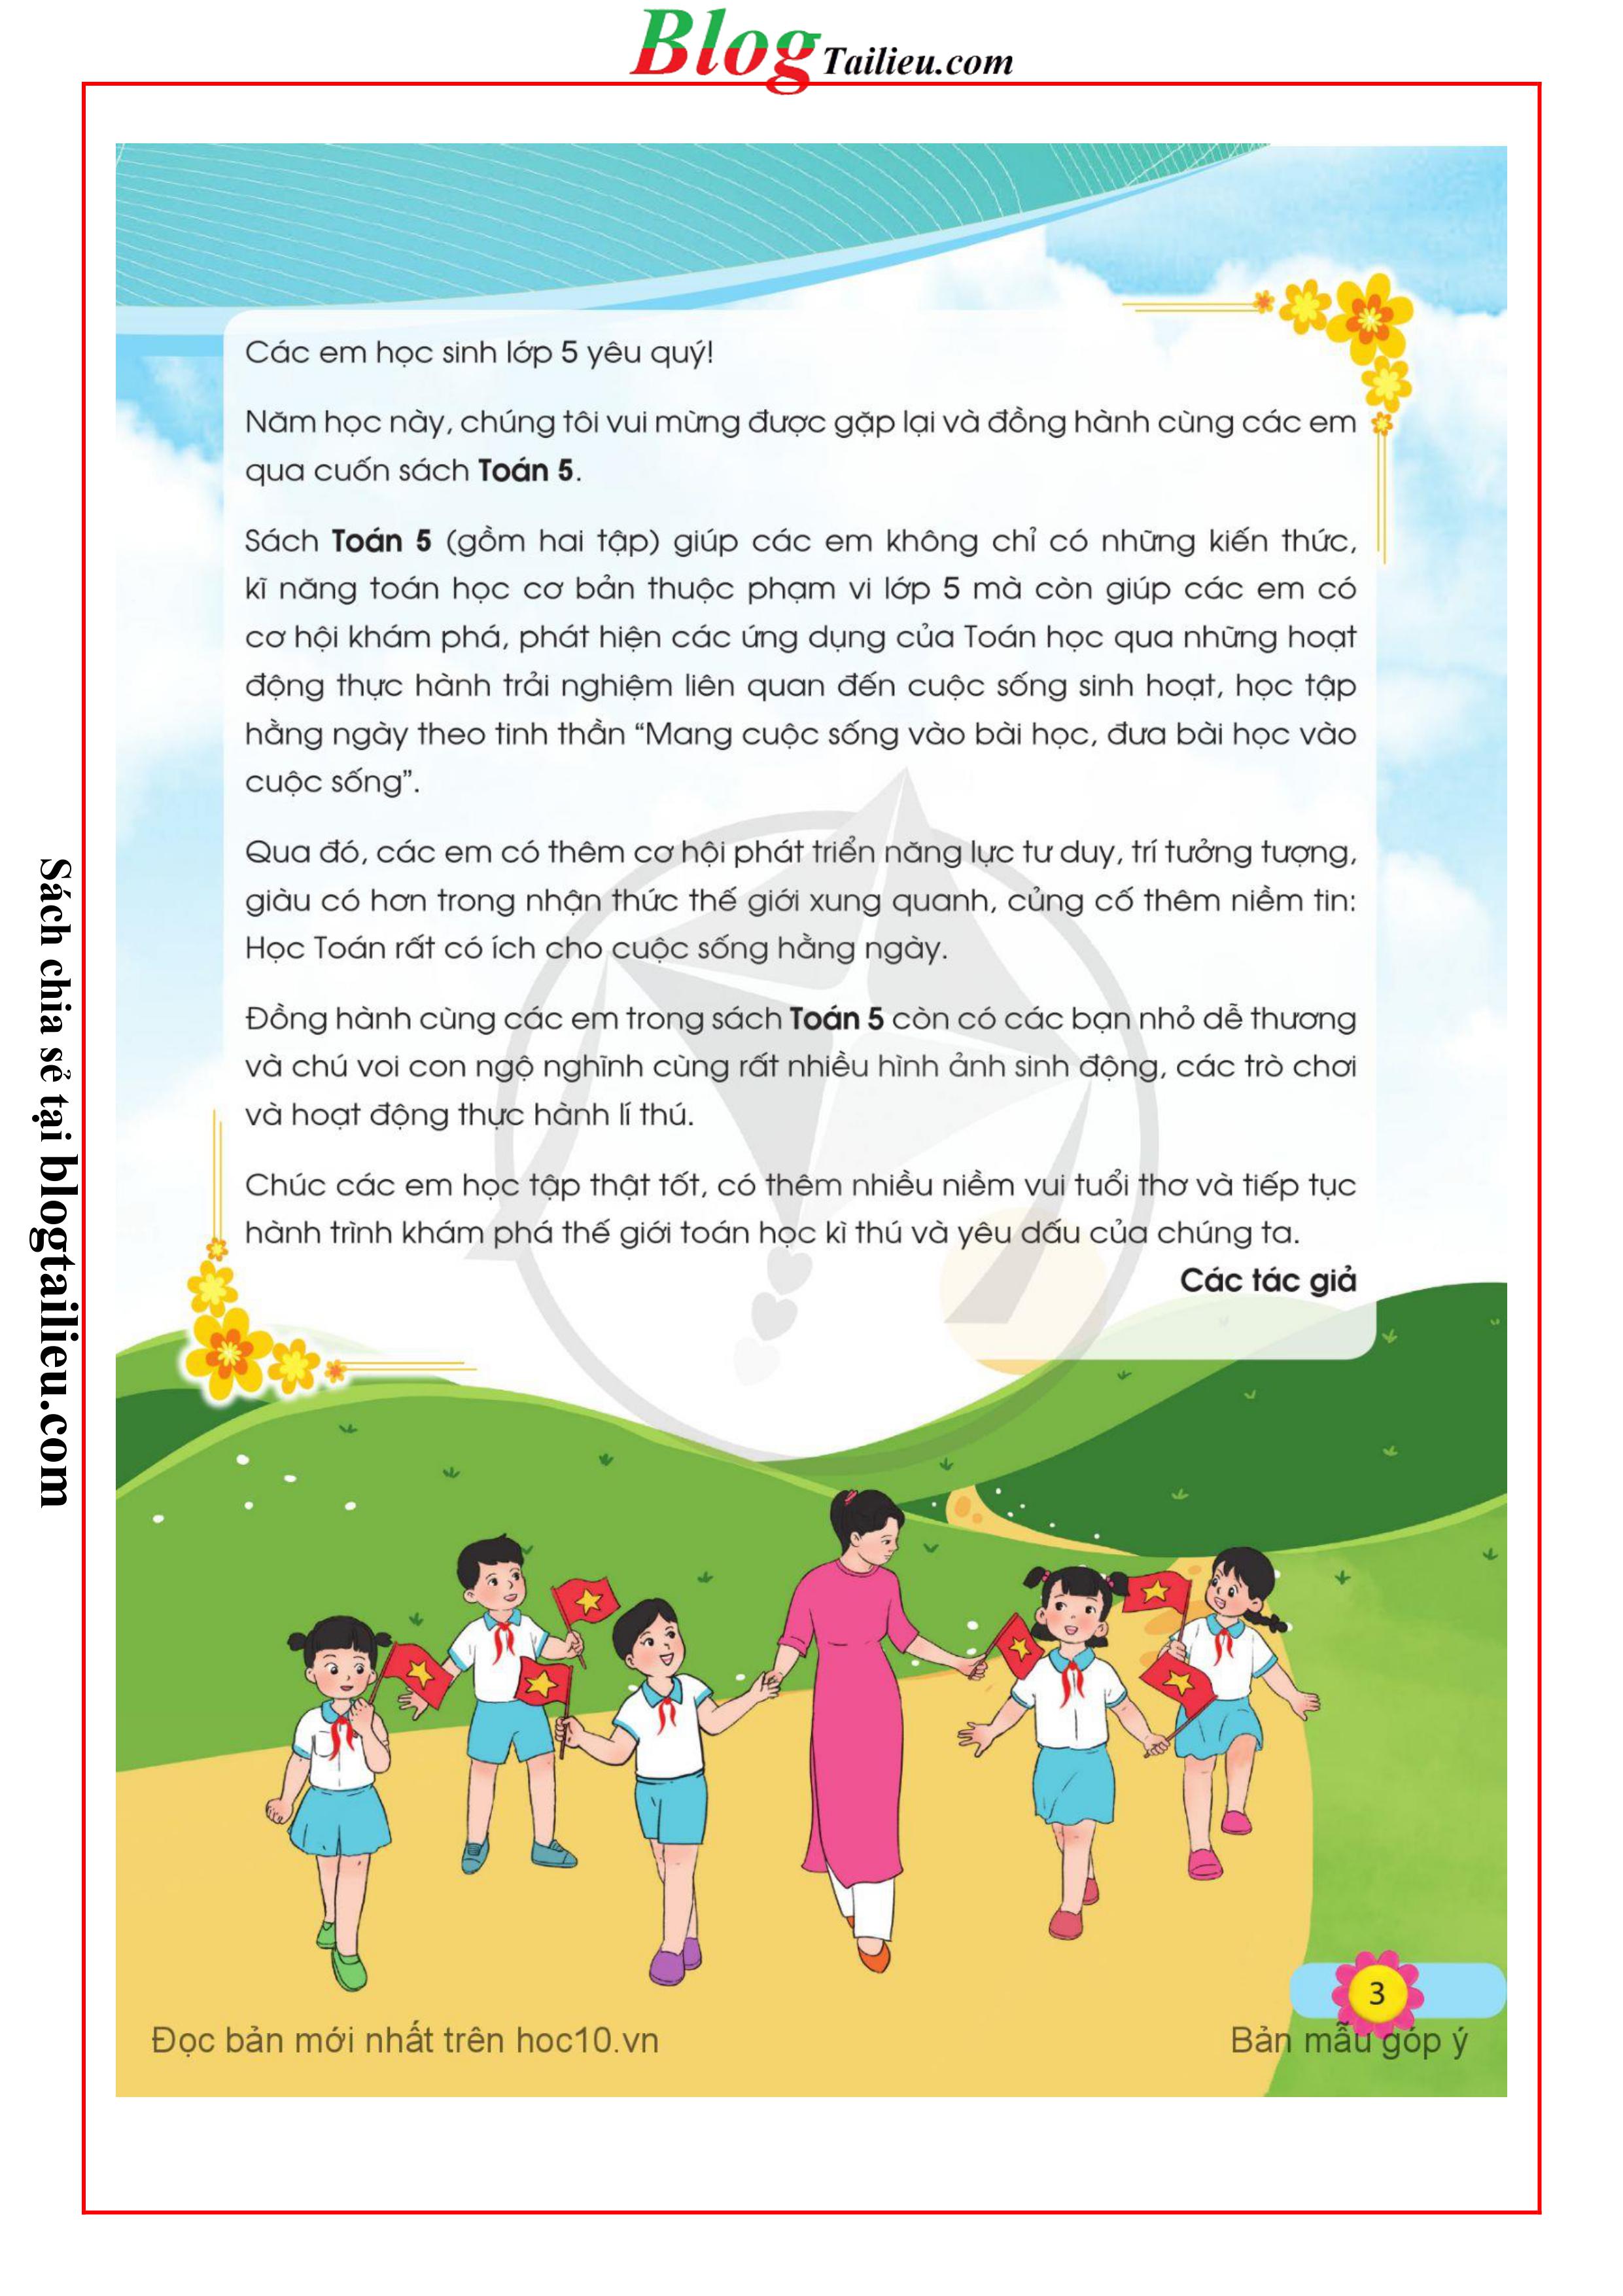 Blog Tailieu.com
Các em học sinh lớp 5 yêu quý!
Năm học này, chúng tôi vui mừng được gặp lại và đồng hành cùng các em
qua cuốn sách Toán 5.
Sách Toán 5 (gồm hai tập) giúp các em không chỉ có những kiến thức,
kĩ năng toán học cơ bản thuộc phạm vi lớp 5 mà còn giúp các em có
cơ hội khám phá, phát hiện các ứng dụng của Toán học qua những hoạt
động thực hành trải nghiệm liên quan đến cuộc sống sinh hoạt, học tập
hằng ngày theo tinh thần “Mang cuộc sống vào bài học, đưa bài học vào
cuộc sống”.
Qua đó, các em có thêm cơ hội phát triển năng lực tư duy, trí tưởng tượng,
giàu có hơn trong nhận thức thế giới xung quanh, củng cố thêm niềm tin:
Học Toán rất có ích cho cuộc sống hằng ngày.
Đồng hành cùng các em trong sách Toán 5 còn có các bạn nhỏ dễ thương
và chú voi con ngộ nghĩnh cùng rất nhiều hình ảnh sinh động, các trò chơi
và hoạt động thực hành lí thú.
Chúc các em học tập thật tốt, có thêm nhiều niềm vui tuổi thơ và tiếp tục
hành trình khám phá thế giới toán học kì thú và yêu dấu của chúng ta.
Các tác giả
Sách chia sẻ tại blogtailieu.com
3
Đọc bản mới nhất trên hoc10.vn
Bản mẫu góp ý